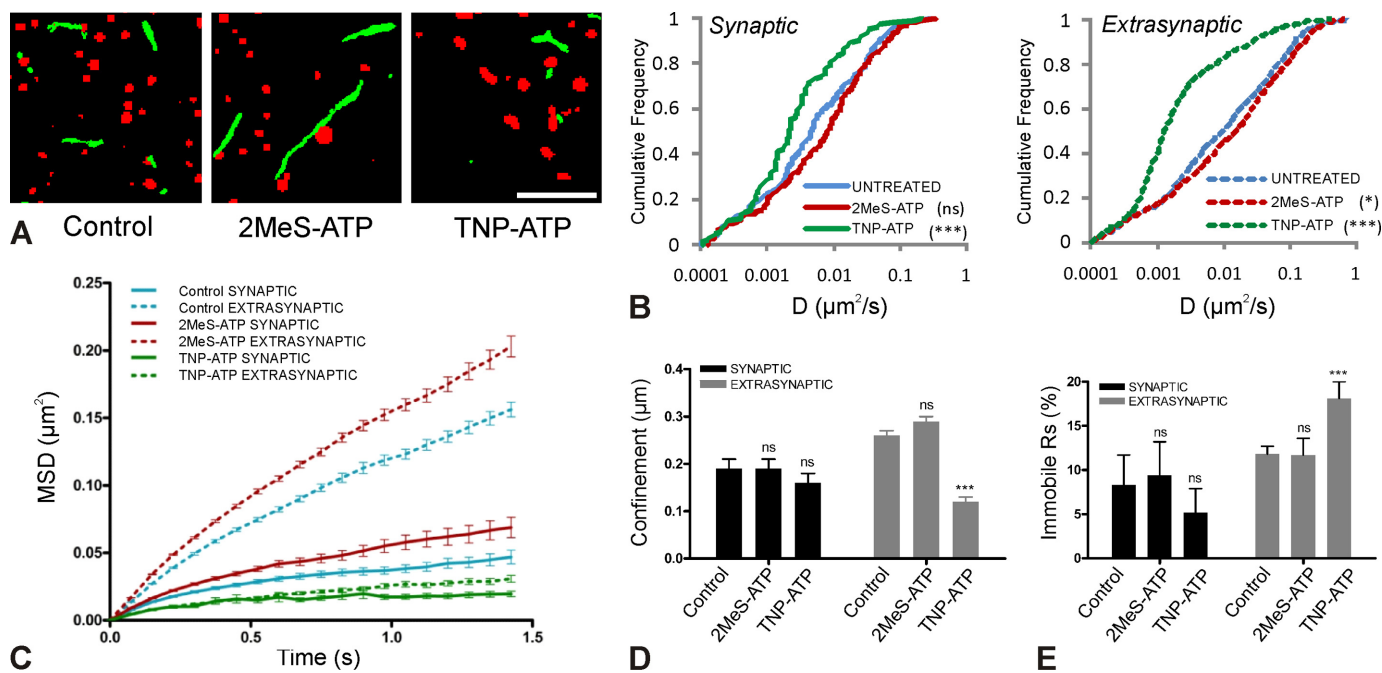 A
Control
2MeS-ATP
TNP-ATP
B
Synaptic
Cumulative Frequency
1
0.8
0.6
0.4
0.2
0
UNTREATED
2MeS-ATP (ns)
TNP-ATP (***)
0.0001 0.001 0.01 0.1 1
D (µm²/s)
Extrasynaptic
Cumulative Frequency
1
0.8
0.6
0.4
0.2
0
UNTREATED
2MeS-ATP (*)
TNP-ATP (***)
0.0001 0.001 0.01 0.1 1
D (µm²/s)
C
MSD (µm²)
0.25
0.20
0.15
0.10
0.05
0.00
Control SYNAPTIC
Control EXTRASYNAPTIC
2MeS-ATP SYNAPTIC
2MeS-ATP EXTRASYNAPTIC
TNP-ATP SYNAPTIC
TNP-ATP EXTRASYNAPTIC
0.0 0.5 1.0 1.5
Time (s)
D
Confinement (µm)
0.4
0.3
0.2
0.1
0.0
SYNAPTIC
EXTRASYNAPTIC
ns
ns
ns
***
Control
2MeS-ATP
TNP-ATP
Control
2MeS-ATP
TNP-ATP
E
Immobile Rs (%)
20
15
10
5
0
SYNAPTIC
EXTRASYNAPTIC
ns
ns
ns
***
Control
2MeS-ATP
TNP-ATP
Control
2MeS-ATP
TNP-ATP